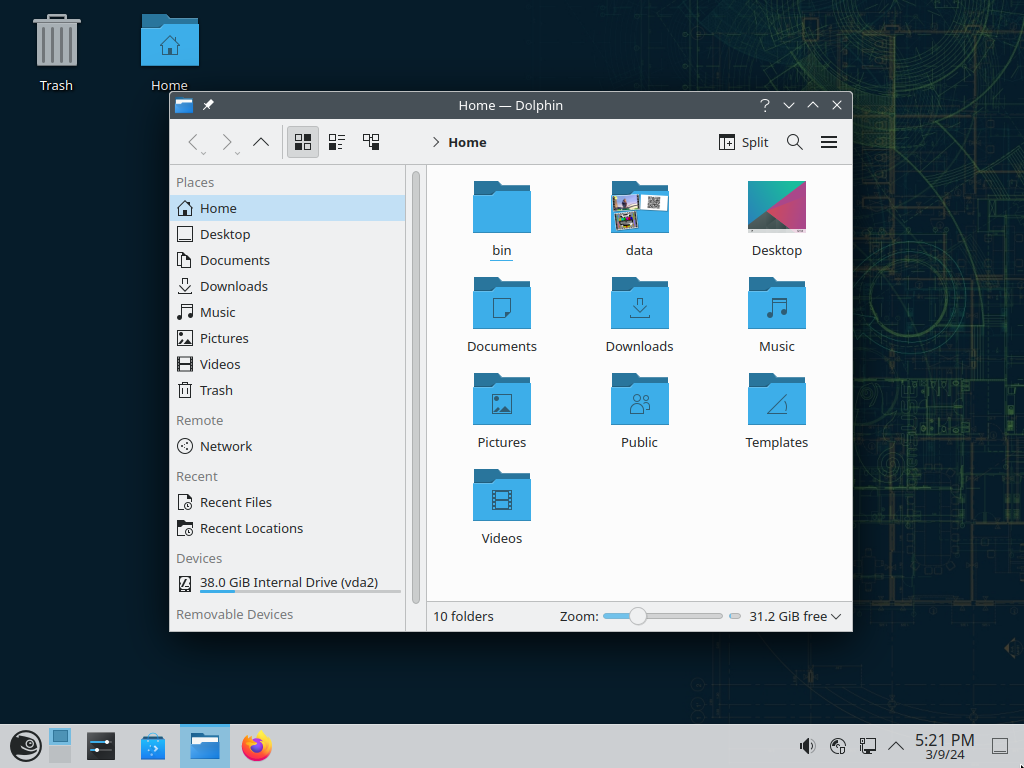 Trash
Home
Home — Dolphin
Home
Split
Places
Home
Desktop
Documents
Downloads
Music
Pictures
Videos
Trash
Remote
Network
Recent
Recent Files
Recent Locations
Devices
38.0 GiB Internal Drive (vda2)
Removable Devices
bin
data
Desktop
Documents
Downloads
Music
Pictures
Public
Templates
Videos
10 folders
Zoom:
31.2 GiB free
5:21 PM
3/9/24